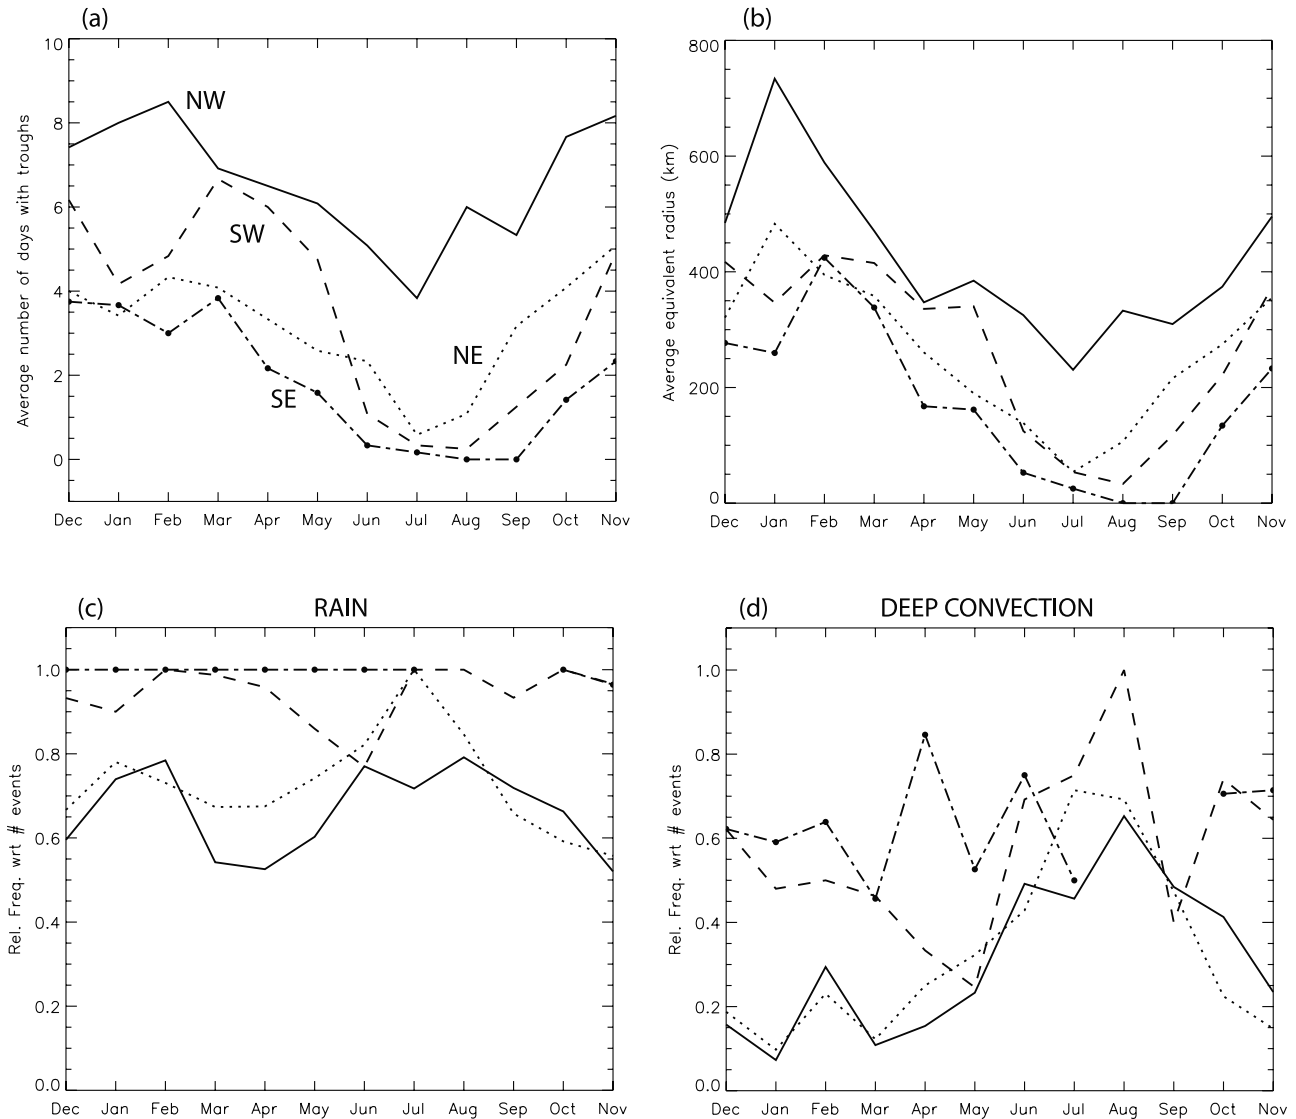 (a)
Average number of days with troughs
10
8
6
4
2
0
NW
SW
NE
SE
Dec Jan Feb Mar Apr May Jun Jul Aug Sep Oct Nov
(b)
Average equivalent radius (km)
800
600
400
200
0
Dec Jan Feb Mar Apr May Jun Jul Aug Sep Oct Nov
(c) RAIN
Rel. Freq. wrt # events
1.0
0.8
0.6
0.4
0.2
0.0
Dec Jan Feb Mar Apr May Jun Jul Aug Sep Oct Nov
(d) DEEP CONVECTION
Rel. Freq. wrt # events
1.0
0.8
0.6
0.4
0.2
0.0
Dec Jan Feb Mar Apr May Jun Jul Aug Sep Oct Nov